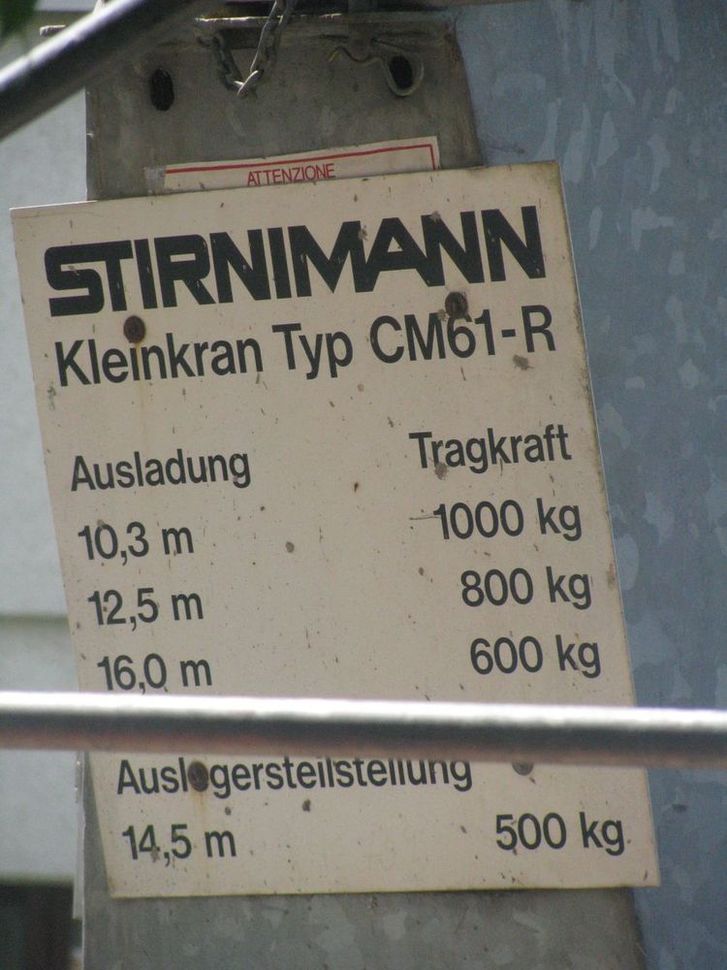 ATTENZIONE
STIRNIMANN
Kleinkran Typ CM61-R
Ausladung Tragkraft
10,3 m 1000 kg
12,5 m 800 kg
16,0 m 600 kg
Auslegersteilstellung
14,5 m 500 kg